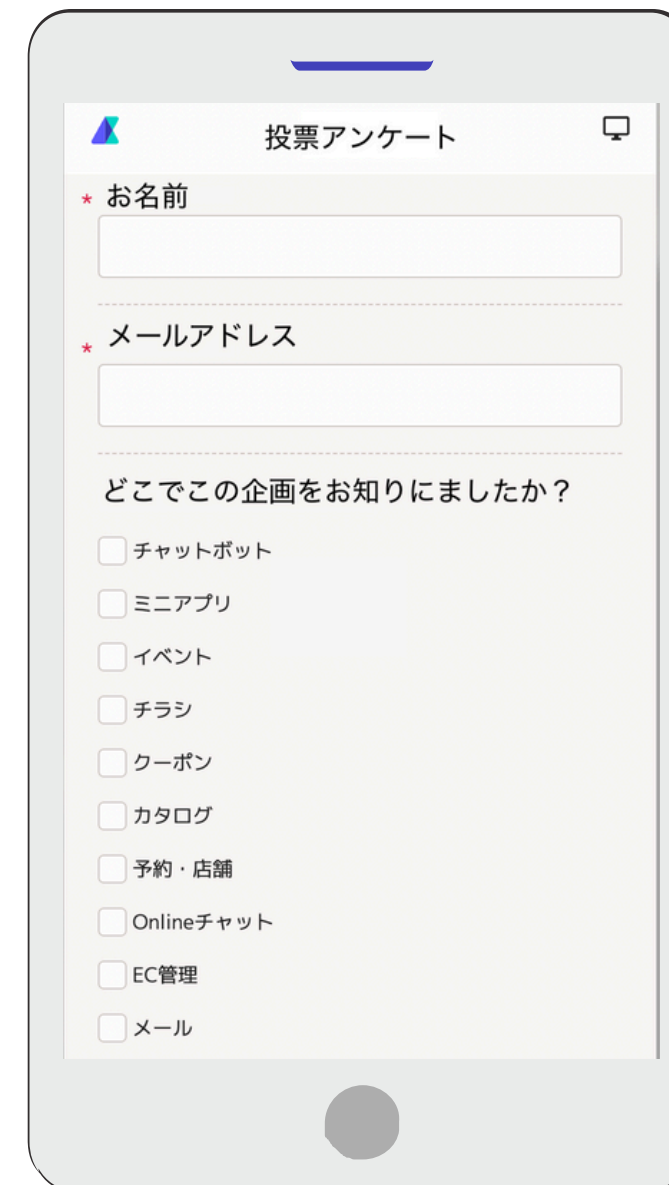 投票アンケート
* お名前
* メールアドレス
どこでこの企画をお知りにましたか？
チャットボット
ミニアプリ
イベント
チラシ
クーポン
カタログ
予約・店舗
Onlineチャット
EC管理
メール